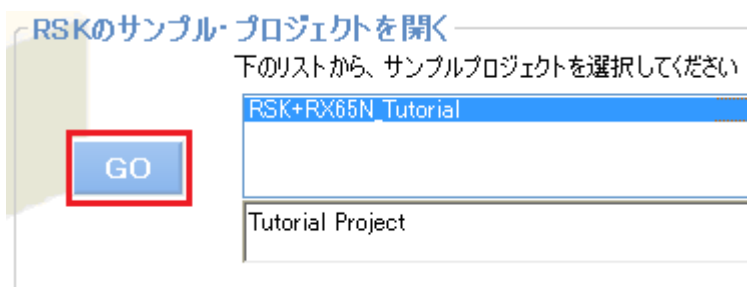 RSKのサンプル・プロジェクトを開く
下のリストから、サンプルプロジェクトを選択してください
RSK+RX65N_Tutorial
GO
Tutorial Project